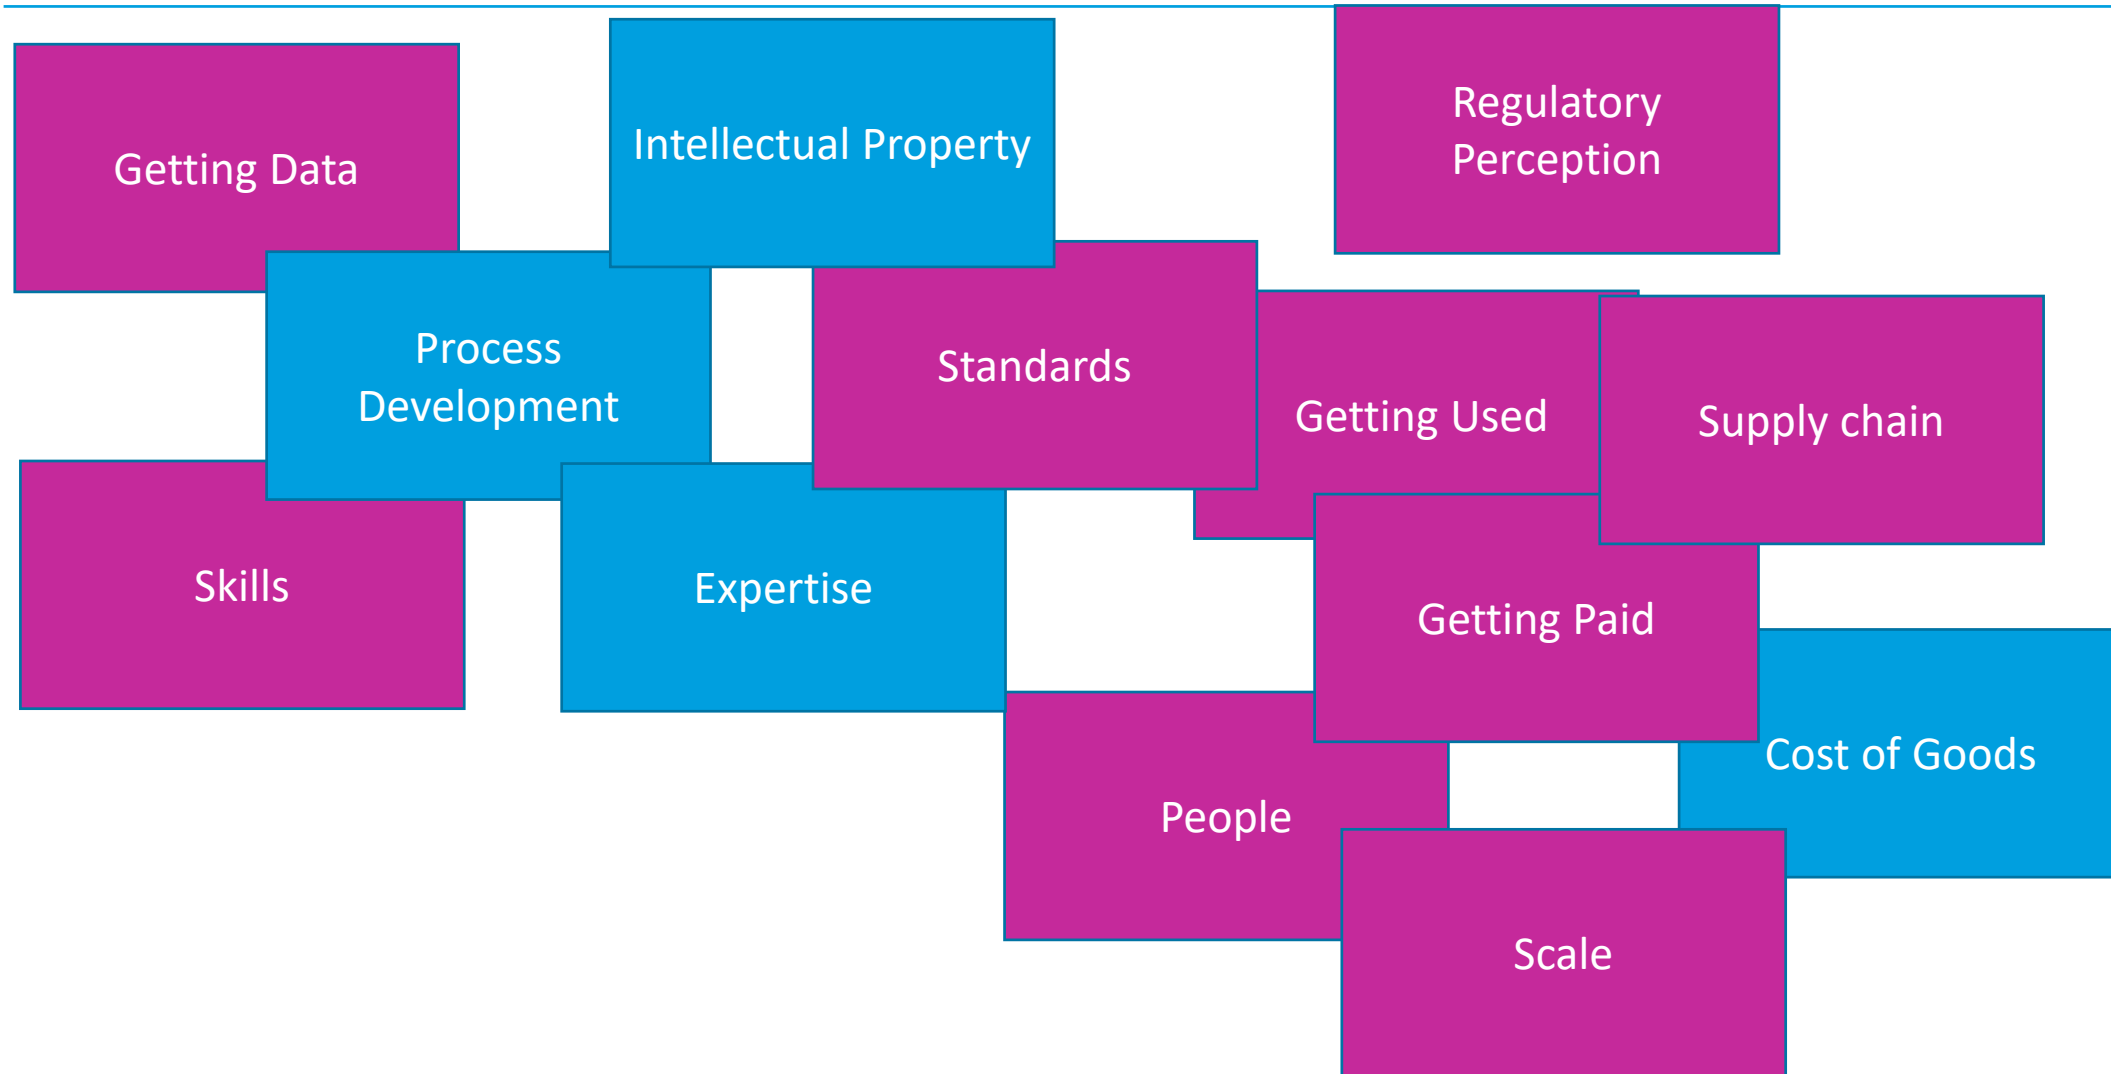 Getting Data
Intellectual Property
Regulatory
Perception
Process
Development
Standards
Getting Used
Supply chain
Skills
Expertise
Getting Paid
People
Cost of Goods
Scale